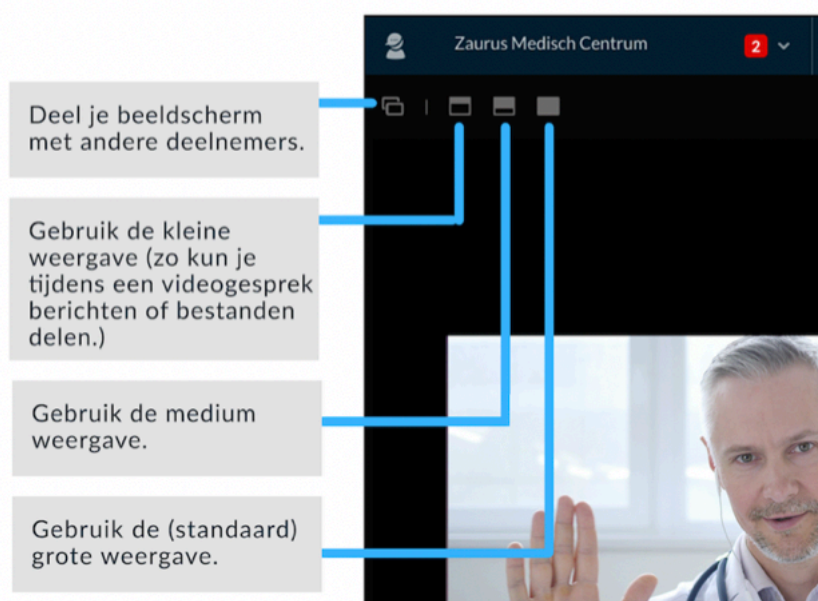 Zaurus Medisch Centrum 2
Deel je beeldscherm
met andere deelnemers.
Gebruik de kleine
weergave (zo kun je
tijdens een videogesprek
berichten of bestanden
delen.)
Gebruik de medium
weergave.
Gebruik de (standaard)
grote weergave.